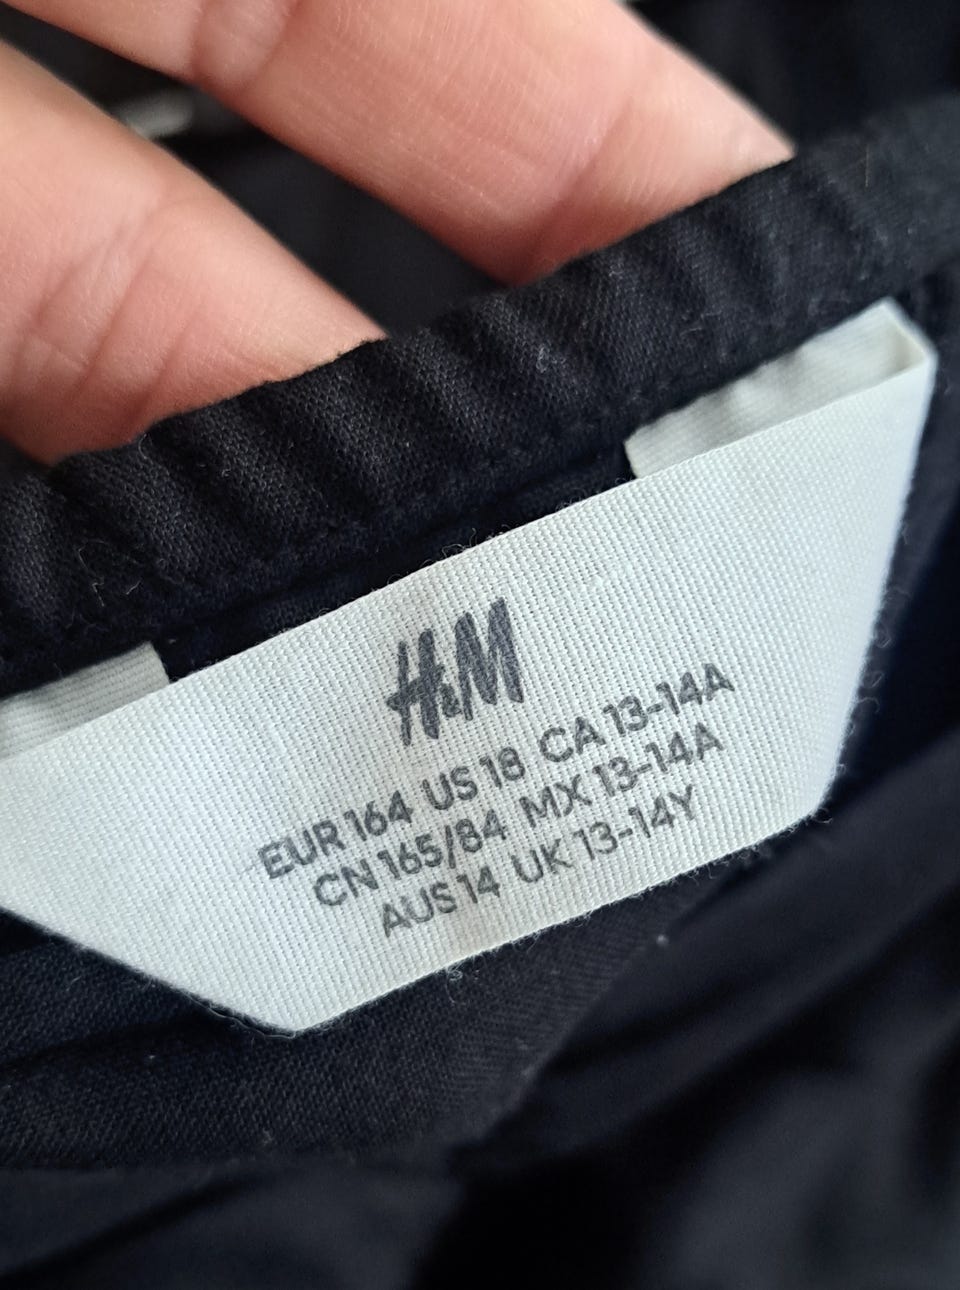 H&M
EUR 164 US 18 CA 13-14A
CN 165/84 MX 13-14A
AUS 14 UK 13-14Y